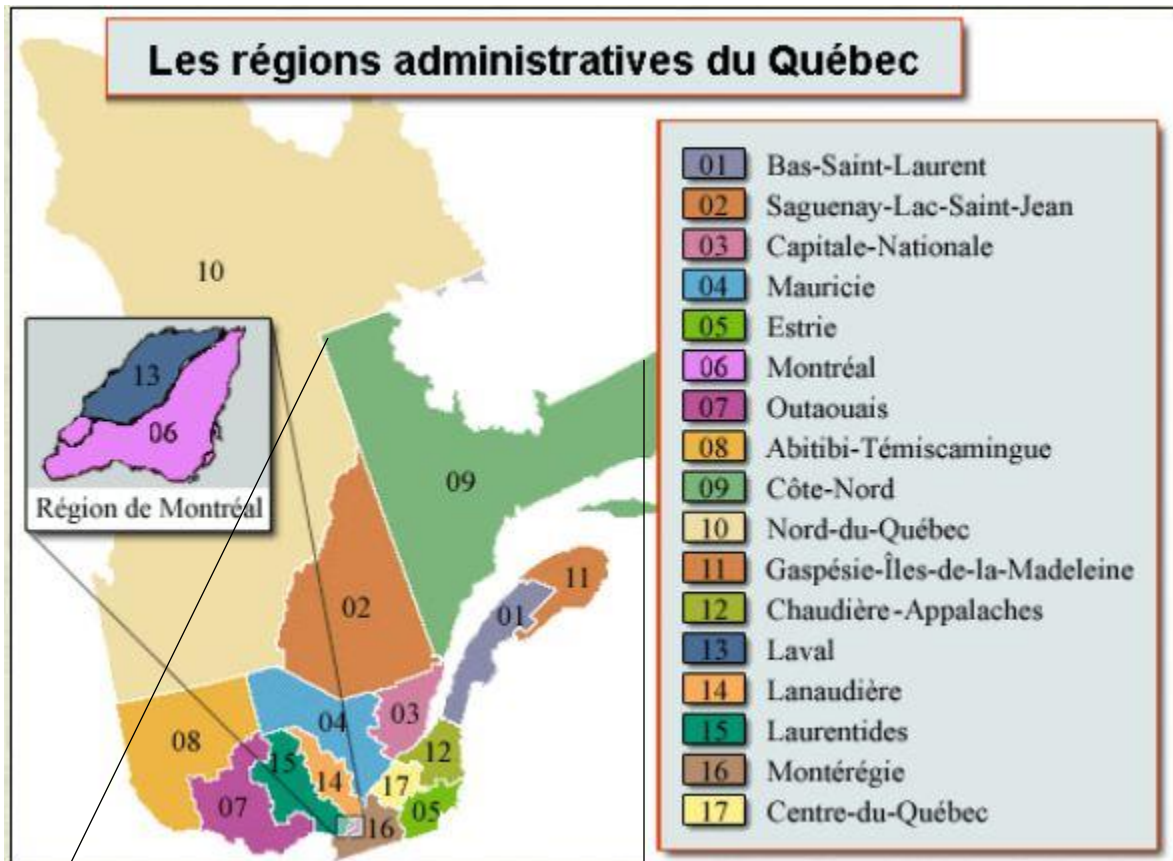 Les régions administratives du Québec
01 Bas-Saint-Laurent
02 Saguenay-Lac-Saint-Jean
03 Capitale-Nationale
04 Mauricie
05 Estrie
06 Montréal
07 Outaouais
08 Abitibi-Témiscamingue
09 Côte-Nord
10 Nord-du-Québec
11 Gaspésie-Îles-de-la-Madeleine
12 Chaudière-Appalaches
13 Laval
14 Lanaudière
15 Laurentides
16 Montérégie
17 Centre-du-Québec
10
13
06
Région de Montréal
09
11
02
01
03
04
08
12
15
14
17
07
16
05